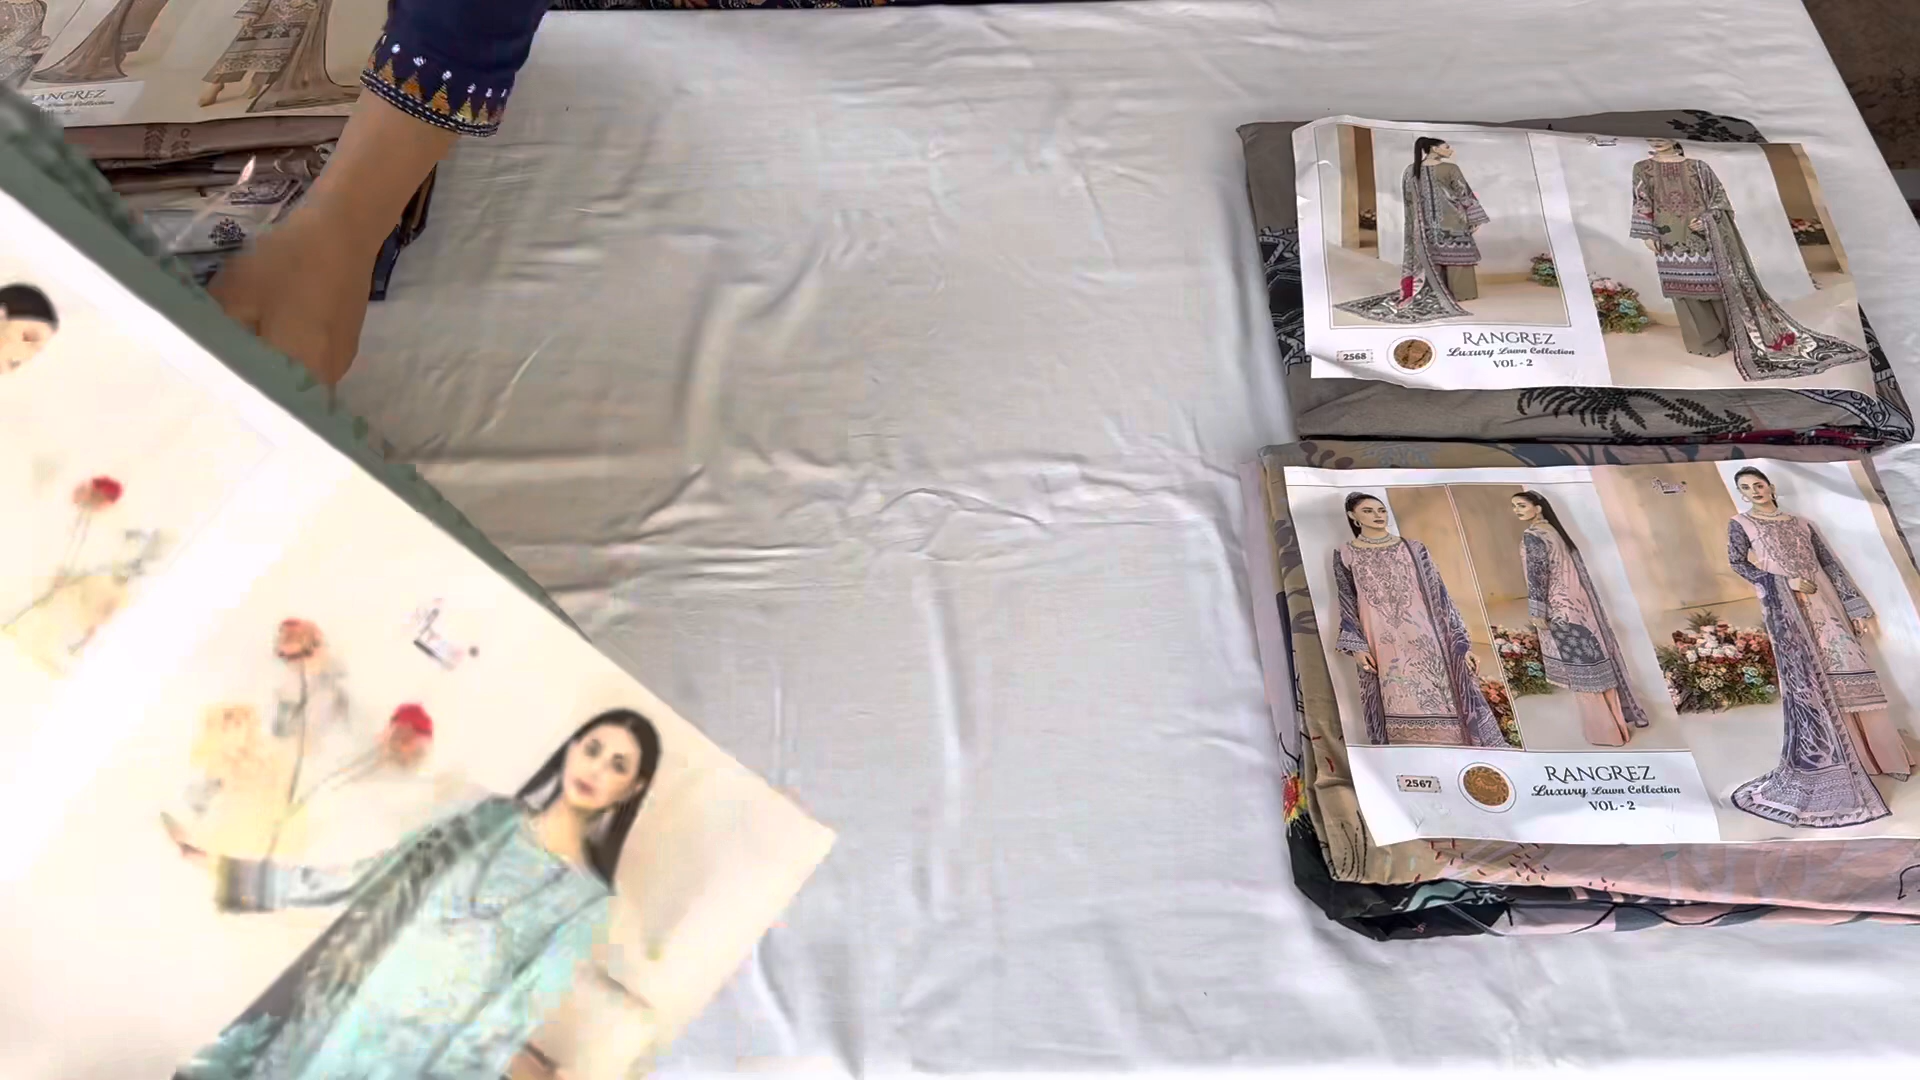 RANGREZ
2568
RANGREZ
Luxury Lawn Collection
VOL - 2
2567
RANGREZ
Luxury Lawn Collection
VOL - 2